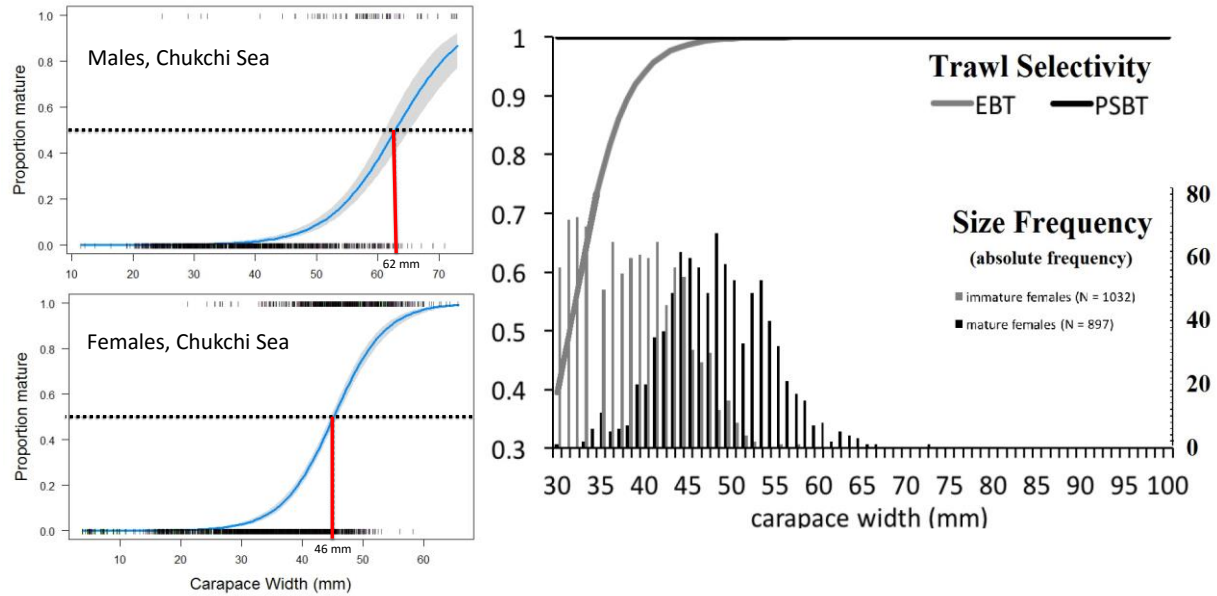 Proportion mature
1.0
0.8
0.6
0.4
0.2
0.0
Males, Chukchi Sea
62 mm
10 20 30 40 50 60 70
Proportion mature
1.0
0.8
0.6
0.4
0.2
0.0
Females, Chukchi Sea
46 mm
10 20 30 40 50 60
Carapace Width (mm)
1
0.9
0.8
0.7
0.6
0.5
0.4
0.3
Trawl Selectivity
EBT PSBT
80
60
40
20
0
Size Frequency
(absolute frequency)
immature females (N = 1032)
mature females (N = 897)
30 35 40 45 50 55 60 65 70 75 80 85 90 95 100
carapace width (mm)